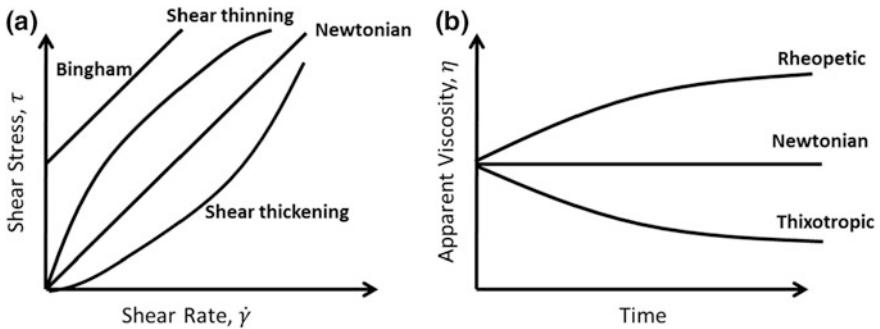 (a)
Shear thinning
Newtonian
Bingham
Shear thickening
Shear Stress, τ
Shear Rate, γ̇
(b)
Rheopetic
Newtonian
Thixotropic
Apparent Viscosity, η
Time